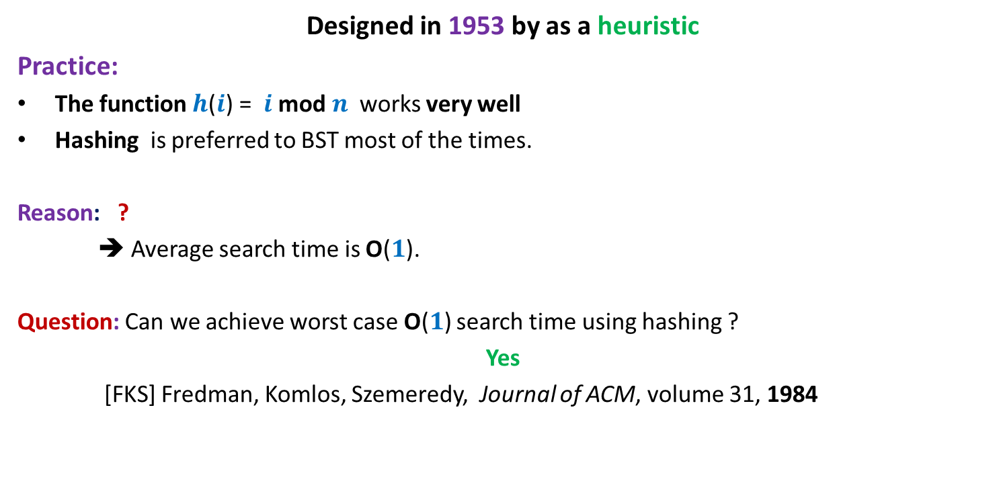 Designed in 1953 by as a heuristic
Practice:
• The function h(i) = i mod n works very well
• Hashing is preferred to BST most of the times.
Reason: ?
➔ Average search time is O(1).
Question: Can we achieve worst case O(1) search time using hashing ?
Yes
[FKS] Fredman, Komlos, Szemeredy, Journal of ACM, volume 31, 1984